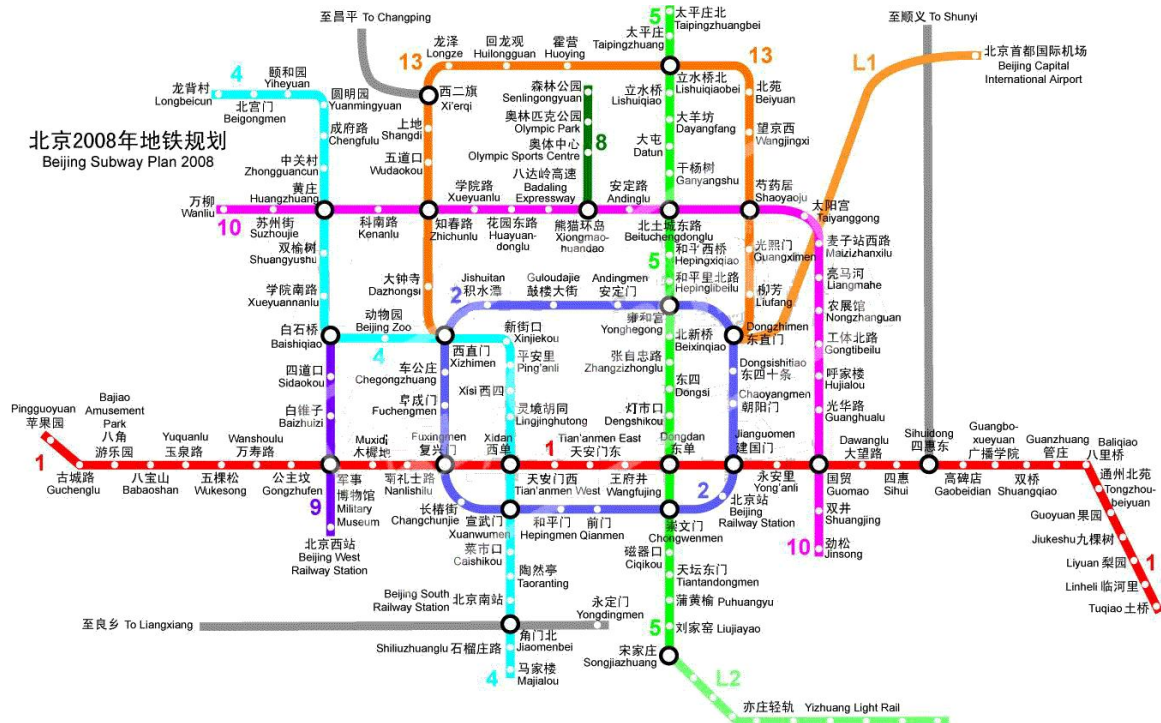 北京2008年地铁规划
Beijing Subway Plan 2008
至昌平 To Changping
至顺义 To Shunyi
至良乡 To Liangxiang
4
龙背村
Longbeicun
北宫门
Beigongmen
颐和园
Yiheyuan
圆明园
Yuanmingyuan
成府路
Chengfulu
中关村
Zhongguancun
黄庄
Huangzhuang
双榆树
Shuangyushu
学院南路
Xueyuannanlu
白石桥
Baishiqiao
动物园
Beijing Zoo
4
西直门
Xizhimen
新街口
Xinjiekou
平安里
Ping'anli
Xisi 西四
灵境胡同
Lingjinghutong
Xidan
西单
宣武门
Xuanwumen
菜市口
Caishikou
陶然亭
Taoranting
Beijing South
Railway Station
北京南站
角门北
Jiaomenbei
Shiliuzhuanglu 石榴庄路
马家楼
Majialou
4
永定门
Yongdingmen
13
龙泽
Longze
回龙观
Huilongguan
霍营
Huoying
13
西二旗
Xi'erqi
上地
Shangdi
五道口
Wudaokou
知春路
Zhichunlu
大钟寺
Dazhongsi
立水桥北
Lishuiqiaobei
北苑
Beiyuan
望京西
Wangjingxi
芍药居
Shaoyaoju
光熙门
Guangximen
柳芳
Liufang
Dongzhimen
东直门
L1
北京首都国际机场
Beijing Capital
International Airport
5
太平庄北
Taipingzhuangbei
太平庄
Taipingzhuang
立水桥
Lishuiqiao
大羊坊
Dayangfang
大屯
Datun
干杨树
Ganyangshu
北土城东路
Beituchengdonglu
5
和平西桥
Hepingxiqiao
和平里北路
Hepinglibeilu
雍和宫
Yonghegong
北新桥
Beixinqiao
张自忠路
Zhangzizhonglu
东四
Dongsi
灯市口
Dengshikou
Dongdan
东单
崇文门
Chongwenmen
磁器口
Ciqikou
天坛东门
Tiantandongmen
蒲黄榆 Puhuangyu
5
刘家窑 Liujiayao
宋家庄
Songjiazhuang
L2
亦庄轻轨 Yizhuang Light Rail
8
森林公园
Senlingongyuan
奥林匹克公园
Olympic Park
奥体中心
Olympic Sports Centre
熊猫环岛
Xiongmao-
huandao
10
万柳
Wanliu
苏州街
Suzhoujie
科南路
Kenanlu
学院路
Xueyuanlu
花园东路
Huayuan-
donglu
八达岭高速
Badaling
Expressway
安定路
Andinglu
太阳宫
Taiyanggong
麦子站西路
Maizizhanxilu
亮马河
Liangmahe
农展馆
Nongzhanguan
工体北路
Gongtibeilu
呼家楼
Hujialou
光华路
Guanghualu
国贸
Guomao
双井
Shuangjing
10
劲松
Jinsong
2
Jishuitan
积水潭
Guloudajie
鼓楼大街
Andingmen
安定门
Dongsishitiao
东四十条
Chaoyangmen
朝阳门
Jianguomen
建国门
2
北京站
Beijing
Railway Station
前门
Qianmen
和平门
Hepingmen
长椿街
Changchunjie
Fuxingmen
复兴门
阜成门
Fuchengmen
车公庄
Chegongzhuang
9
四道口
Sidaokou
白锥子
Baizhuizi
军事
博物馆
Military
Museum
北京西站
Beijing West
Railway Station
1
Pingguoyuan
苹果园
古城路
Guchenglu
Bajiao
Amusement
Park
八角
游乐园
八宝山
Babaoshan
Yuquanlu
玉泉路
五棵松
Wukesong
Wanshoulu
万寿路
公主坟
Gongzhufen
Muxidi
木樨地
南礼士路
Nanlishilu
1
天安门西
Tian'anmen West
Tian'anmen East
天安门东
王府井
Wangfujing
永安里
Yong'anli
Dawanglu
大望路
四惠
Sihui
Sihuidong
四惠东
高碑店
Gaobeidian
Guangbo-
xueyuan
广播学院
双桥
Shuangqiao
Guanzhuang
管庄
Baliqiao
八里桥
通州北苑
Tongzhou-
beiyuan
Guoyuan 果园
Jiukeshu 九棵树
Liyuan 梨园
1
Linheli 临河里
Tuqiao 土桥